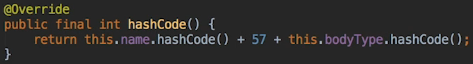 @Override
public final int hashCode() {
    return this.name.hashCode() + 57 + this.bodyType.hashCode();
}